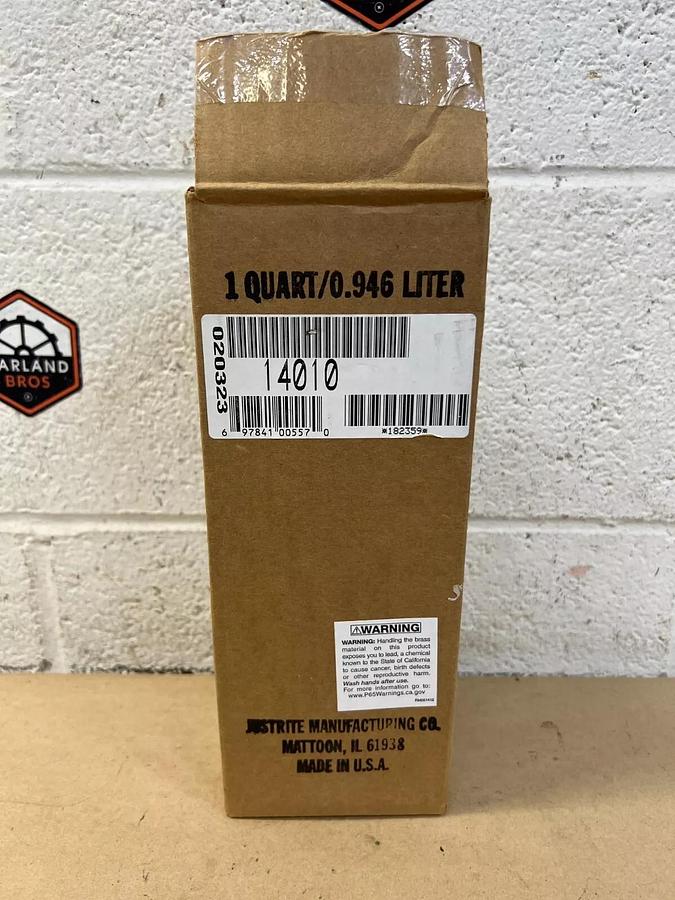 1 QUART/0.946 LITER
020323
14010
6 97841 00557 0
*182359*
ARLAND
BROS
⚠WARNING
WARNING: Handling the brass
material on this product
exposes you to lead, a chemical
known to the State of California
to cause cancer, birth defects
or other reproductive harm.
Wash hands after use.
For more information go to:
www.P65Warnings.ca.gov
JUSTRITE MANUFACTURING CO.
MATTOON, IL 61938
MADE IN U.S.A.